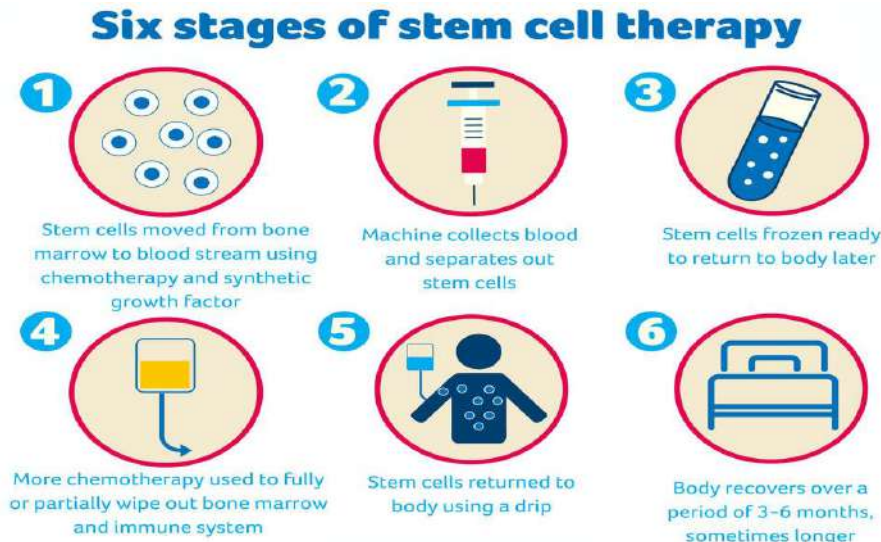 Six stages of stem cell therapy
1
Stem cells moved from bone
marrow to blood stream using
chemotherapy and synthetic
growth factor
2
Machine collects blood
and separates out
stem cells
3
Stem cells frozen ready
to return to body later
4
More chemotherapy used to fully
or partially wipe out bone marrow
and immune system
5
Stem cells returned to
body using a drip
6
Body recovers over a
period of 3-6 months,
sometimes longer